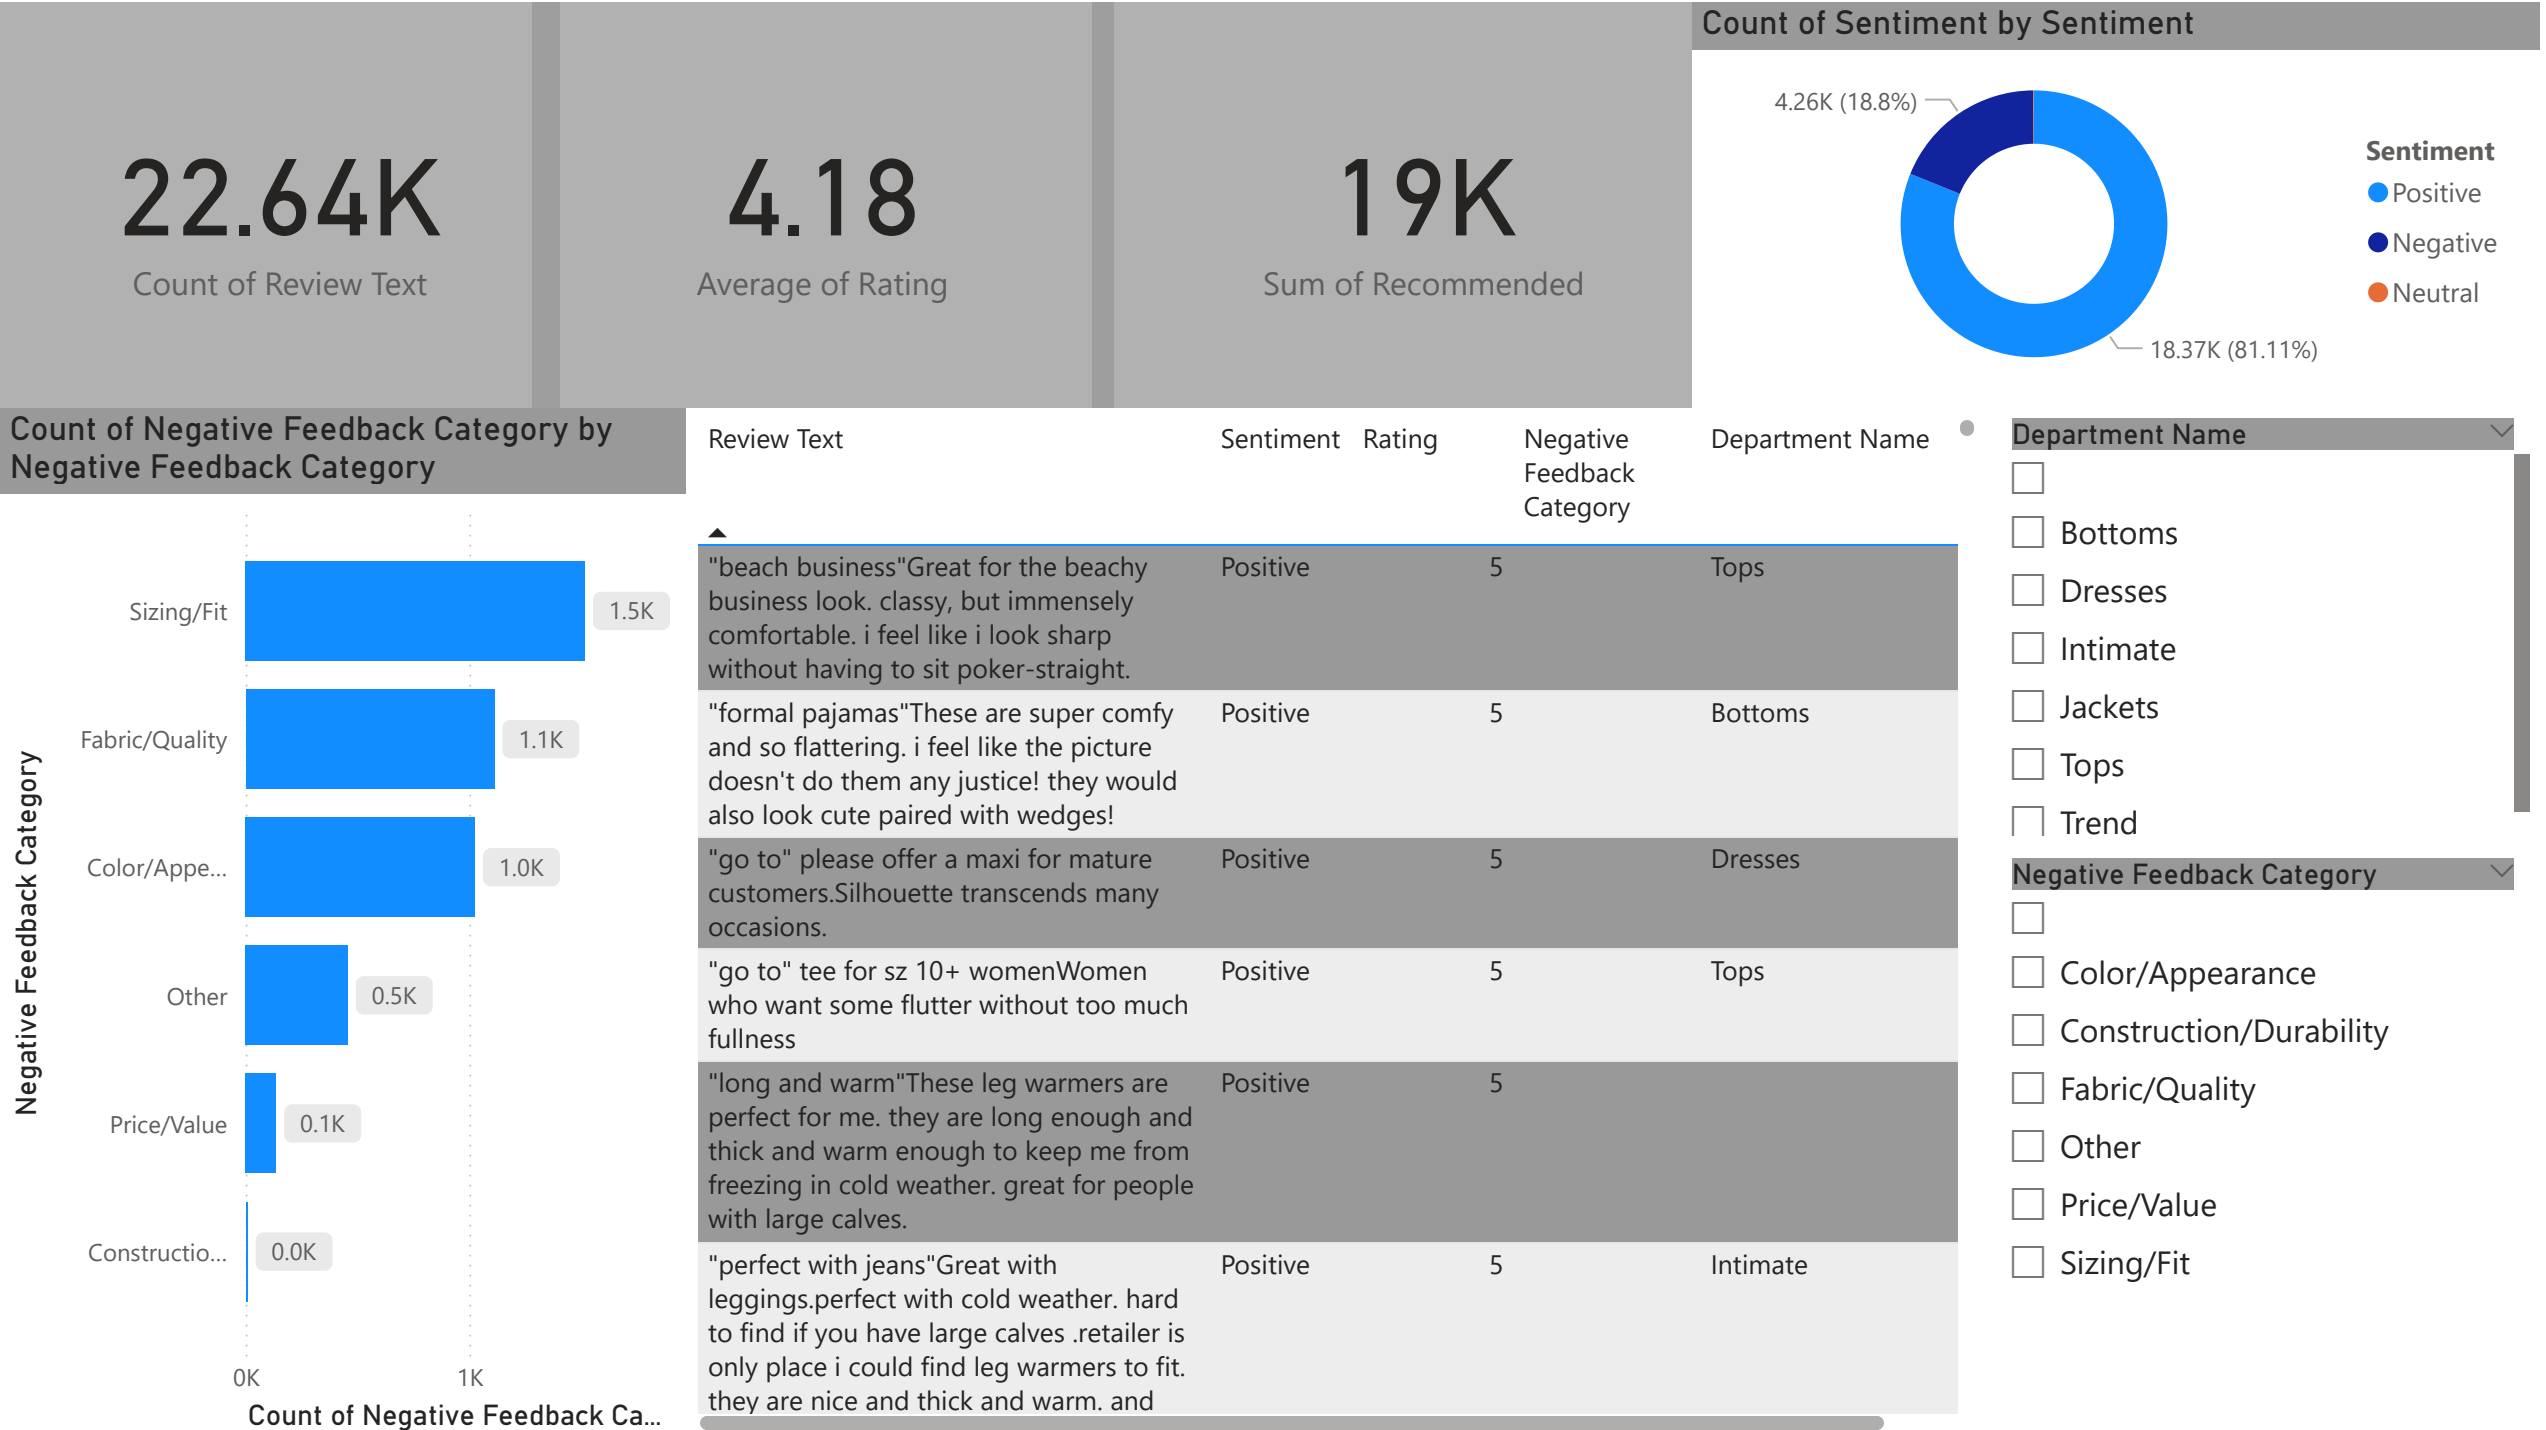 22.64K
Count of Review Text
4.18
Average of Rating
19K
Sum of Recommended
Count of Sentiment by Sentiment
4.26K (18.8%)
18.37K (81.11%)
Sentiment
Positive
Negative
Neutral
Count of Negative Feedback Category by
Negative Feedback Category
Negative Feedback Category
Sizing/Fit
1.5K
Fabric/Quality
1.1K
Color/Appe...
1.0K
Other
0.5K
Price/Value
0.1K
Constructio...
0.0K
0K
1K
Count of Negative Feedback Ca...
Review Text
Sentiment
Rating
Negative
Feedback
Category
Department Name
"beach business"Great for the beachy
business look. classy, but immensely
comfortable. i feel like i look sharp
without having to sit poker-straight.
Positive
5
Tops
"formal pajamas"These are super comfy
and so flattering. i feel like the picture
doesn't do them any justice! they would
also look cute paired with wedges!
Positive
5
Bottoms
"go to" please offer a maxi for mature
customers.Silhouette transcends many
occasions.
Positive
5
Dresses
"go to" tee for sz 10+ womenWomen
who want some flutter without too much
fullness
Positive
5
Tops
"long and warm"These leg warmers are
perfect for me. they are long enough and
thick and warm enough to keep me from
freezing in cold weather. great for people
with large calves.
Positive
5
"perfect with jeans"Great with
leggings.perfect with cold weather. hard
to find if you have large calves .retailer is
only place i could find leg warmers to fit.
they are nice and thick and warm. and
Positive
5
Intimate
Department Name
Bottoms
Dresses
Intimate
Jackets
Tops
Trend
Negative Feedback Category
Color/Appearance
Construction/Durability
Fabric/Quality
Other
Price/Value
Sizing/Fit